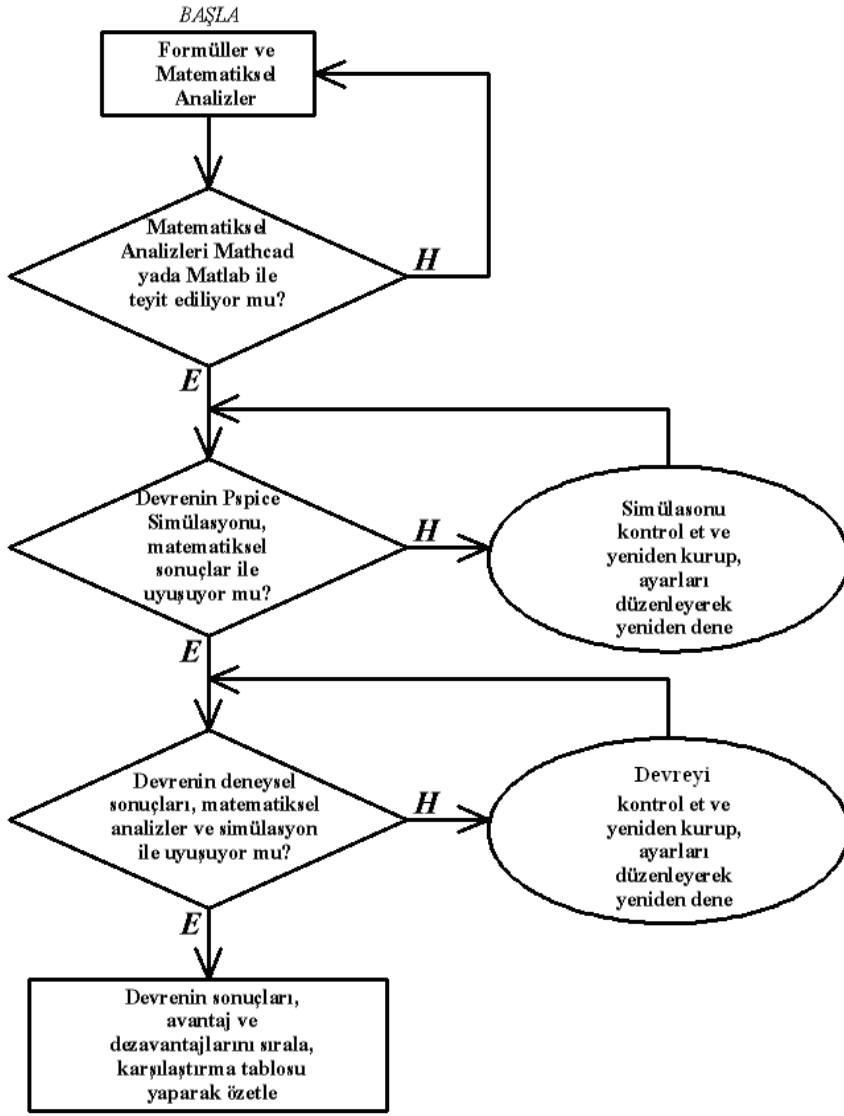 BAŞLA
Formüller ve
Matematiksel
Analizler
Matematiksel
Analizleri Mathcad
yada Matlab ile
teyit ediliyor mu?
H
E
Devrenin Pspice
Simülasyonu,
matematiksel
sonuçlar ile
uyuşuyor mu?
H
Simülasonu
kontrol et ve
yeniden kurup,
ayarları
düzenleyerek
yeniden dene
E
Devrenin deneysel
sonuçları, matematiksel
analizler ve simülasyon
ile uyuşuyor mu?
H
Devreyi
kontrol et ve
yeniden kurup,
ayarları
düzenleyerek
yeniden dene
E
Devrenin sonuçları,
avantaj ve
dezavantajlarını sırala,
karşılaştırma tablosu
yaparak özetle